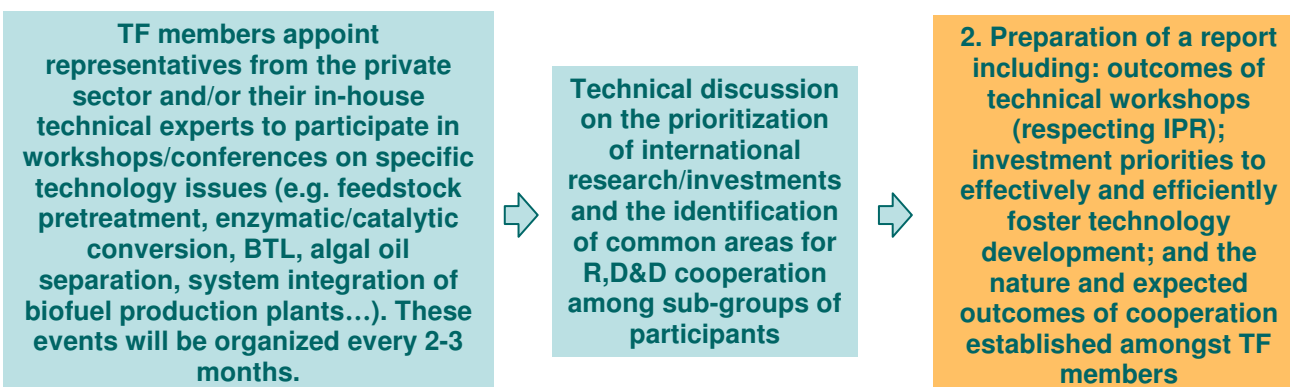 TF members appoint
representatives from the private
sector and/or their in-house
technical experts to participate in
workshops/conferences on specific
technology issues (e.g. feedstock
pretreatment, enzymatic/catalytic
conversion, BTL, algal oil
separation, system integration of
biofuel production plants…). These
events will be organized every 2-3
months.
Technical discussion
on the prioritization
of international
research/investments
and the identification
of common areas for
R,D&D cooperation
among sub-groups of
participants
2. Preparation of a report
including: outcomes of
technical workshops
(respecting IPR);
investment priorities to
effectively and efficiently
foster technology
development; and the
nature and expected
outcomes of cooperation
established amongst TF
members